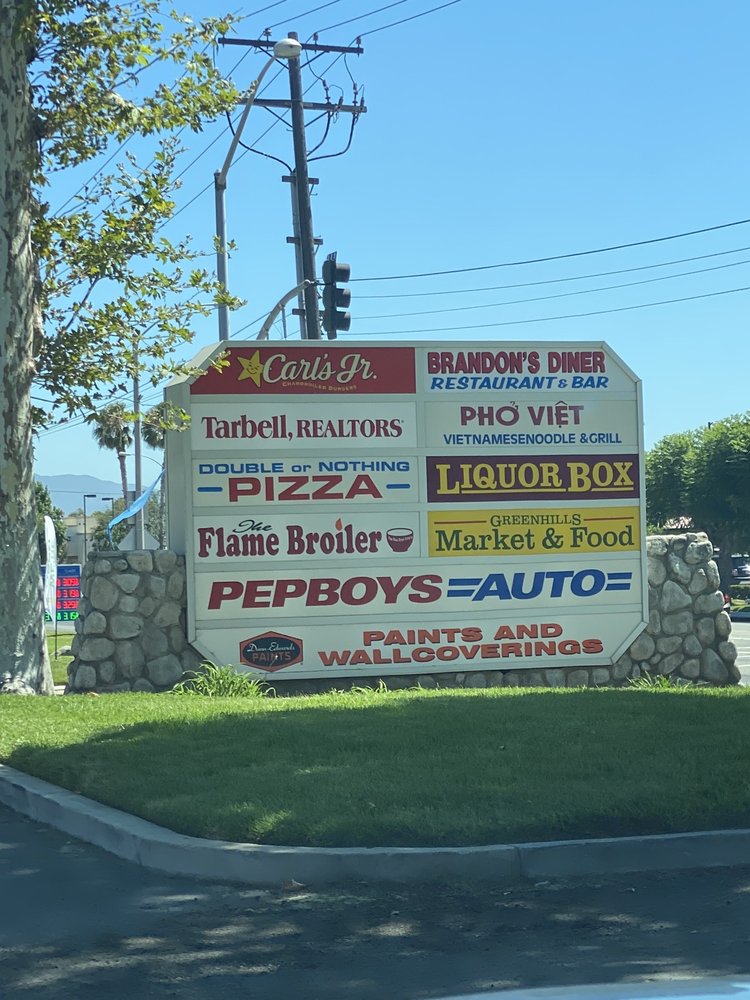 Carl's Jr.
CHARBROILED BURGERS
BRANDON'S DINER
RESTAURANT & BAR
Tarbell, REALTORS
PHỞ VIỆT
VIETNAMESENOODLE & GRILL
DOUBLE or NOTHING
PIZZA
LIQUOR BOX
The
Flame Broiler
GREENHILLS
Market & Food
PEPBOYS AUTO
Dunn Edwards
PAINTS
PAINTS AND
WALLCOVERINGS